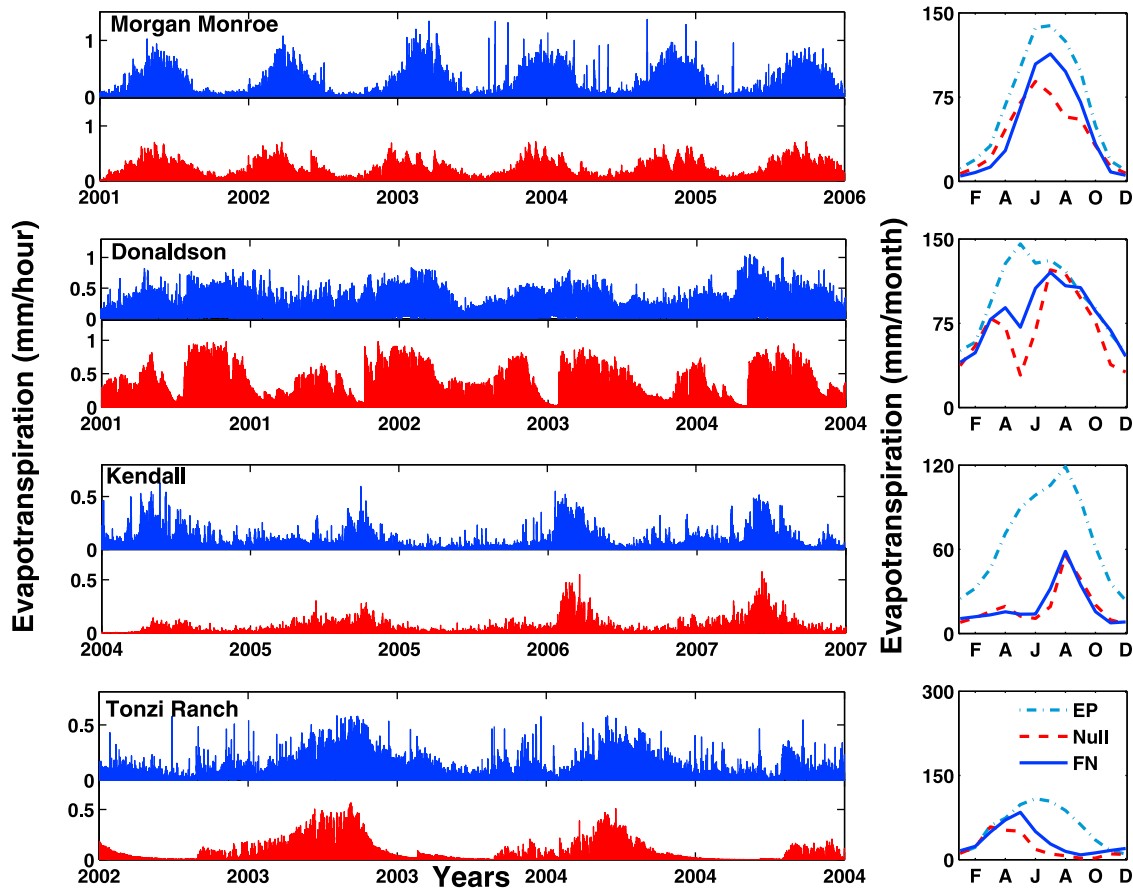 Evapotranspiration (mm/hour)
Morgan Monroe
1
0
1
0
2001 2002 2003 2004 2005 2006
Donaldson
1
0.5
0
1
0.5
0
2001 2001 2002 2003 2004 2004
Kendall
0.5
0
0.5
0
2004 2005 2005 2006 2007 2007
Tonzi Ranch
0.5
0
0.5
0
2002 2003 2003 2004 2004 2004
Years
Evapotranspiration (mm/month)
150
75
0
F A J A O D
150
75
0
F A J A O D
120
60
0
F A J A O D
300
150
0
EP
Null
FN
F A J A O D